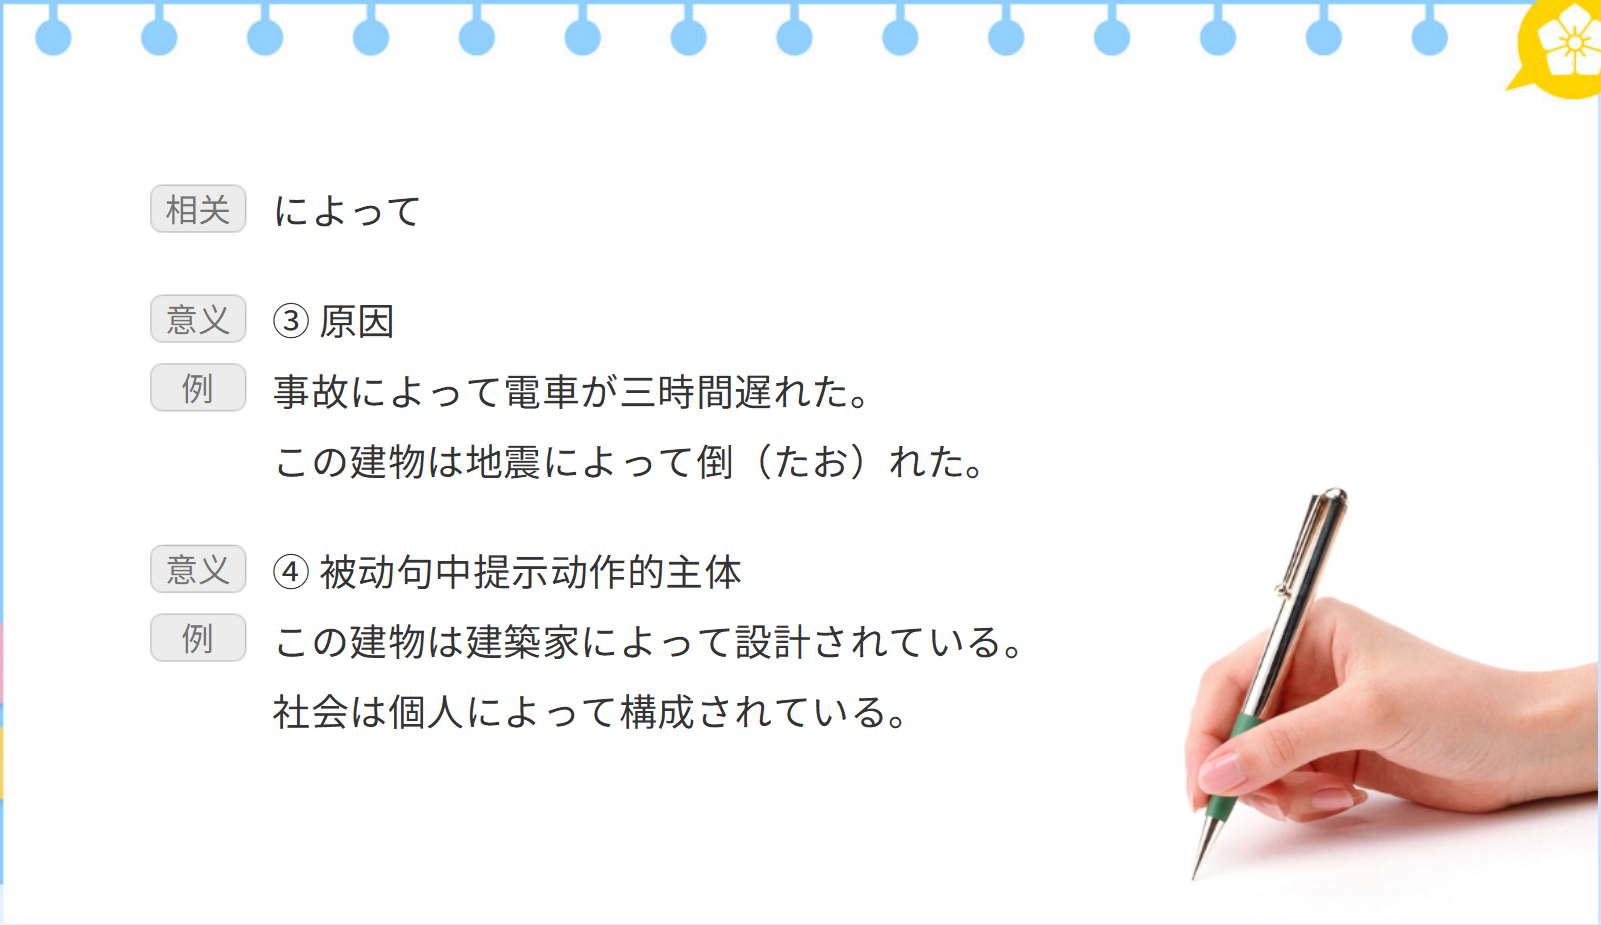 相关 によって
意义 ③ 原因
例 事故によって電車が三時間遅れた。
この建物は地震によって倒（たお）れた。
意义 ④ 被动句中提示动作的主体
例 この建物は建築家によって設計されている。
社会は個人によって構成されている。